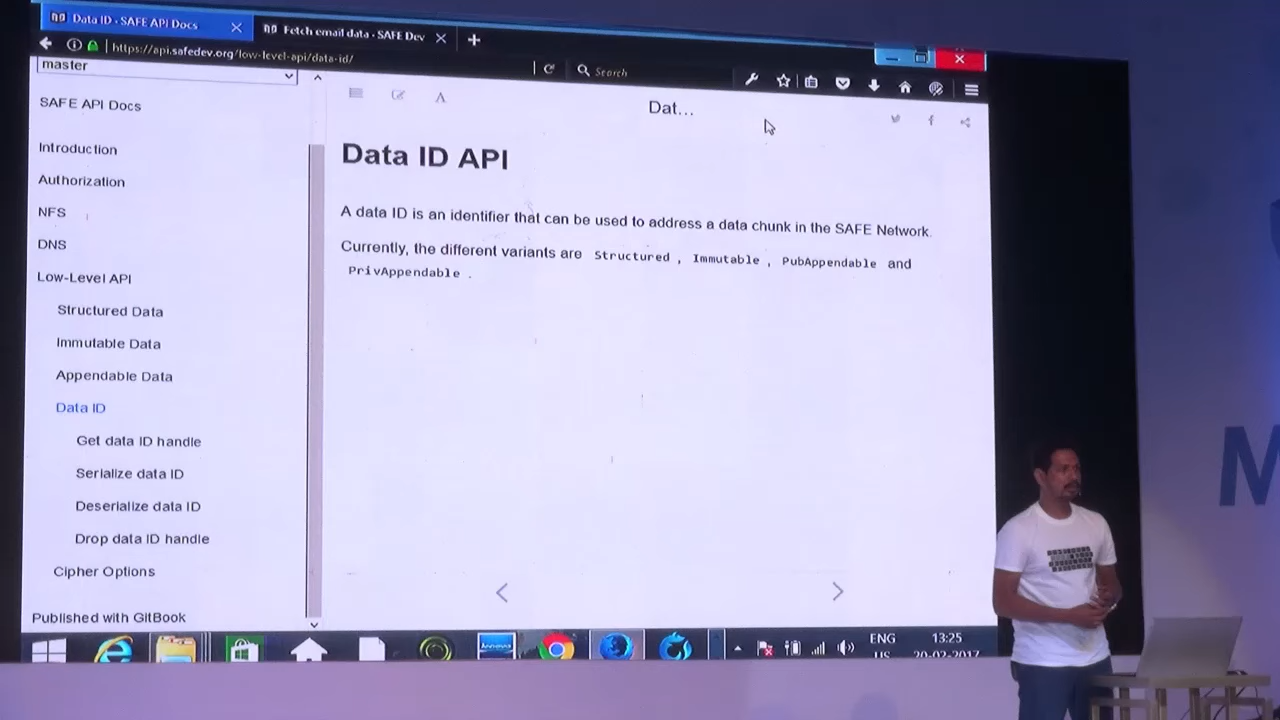 Data ID · SAFE API Docs
Fetch email data · SAFE Dev
https://api.safedev.org/low-level-api/data-id/
Search
master
SAFE API Docs
Introduction
Authorization
NFS
DNS
Low-Level API
Structured Data
Immutable Data
Appendable Data
Data ID
Get data ID handle
Serialize data ID
Deserialize data ID
Drop data ID handle
Cipher Options
Published with GitBook
A
Dat...
Data ID API
A data ID is an identifier that can be used to address a data chunk in the SAFE Network.
Currently, the different variants are Structured , Immutable , PubAppendable and
PrivAppendable .
ENG
US
13:25
20-02-2017
M